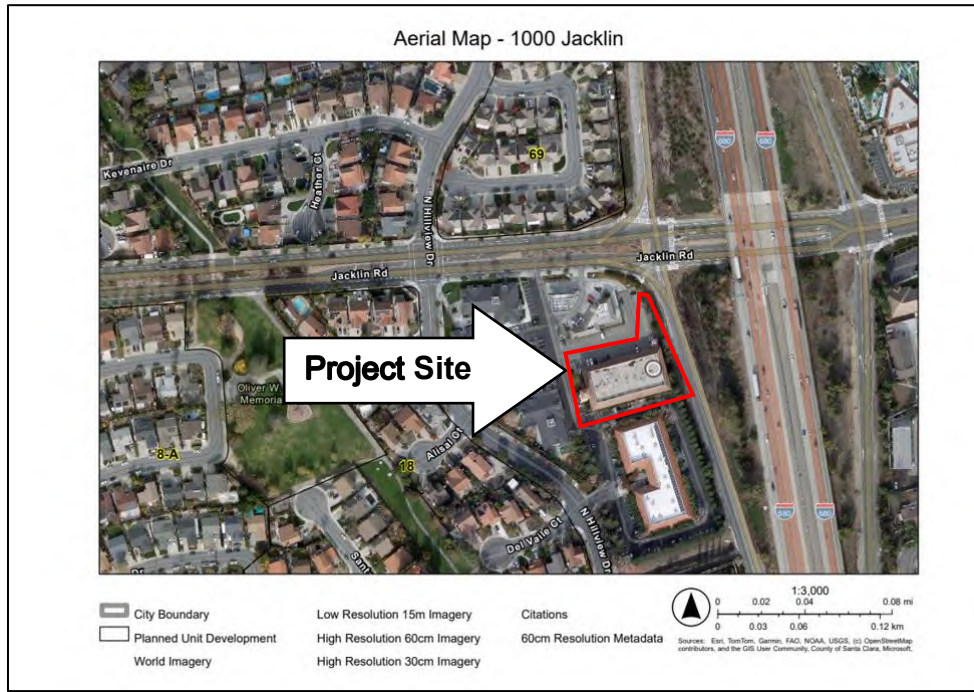 Aerial Map - 1000 Jacklin
69
680
680
Kevenaire Dr
Heather Ct
N Hillview Dr
Jacklin Rd
Jacklin Rd
Project Site
Oliver W.
Memoria
8-A
18
Alisal Ct
Santa
Del Valle Ct
N Hillview Dr
Dr
680
680
City Boundary
Planned Unit Development
World Imagery
Low Resolution 15m Imagery
High Resolution 60cm Imagery
High Resolution 30cm Imagery
Citations
60cm Resolution Metadata
1:3,000
0 0.02 0.04 0.08 mi
0 0.03 0.06 0.12 km
Sources: Esri, TomTom, Garmin, FAO, NOAA, USGS, (c) OpenStreetMap
contributors, and the GIS User Community, County of Santa Clara, Microsoft,